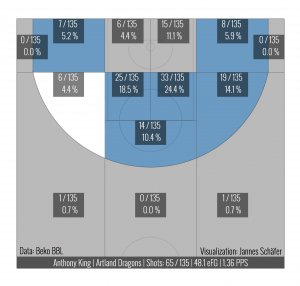 7 / 135
5.2 %
6 / 135
4.4 %
15 / 135
11.1 %
8 / 135
5.9 %
0 / 135
0.0 %
0 / 135
0.0 %
6 / 135
4.4 %
25 / 135
18.5 %
33 / 135
24.4 %
19 / 135
14.1 %
14 / 135
10.4 %
1 / 135
0.7 %
0 / 135
0.0 %
1 / 135
0.7 %
Data: Beko BBL
Visualization: Jannes Schäfer
Anthony King | Artland Dragons | Shots: 65 / 135 | 48.1 eFG | 1.36 PPS